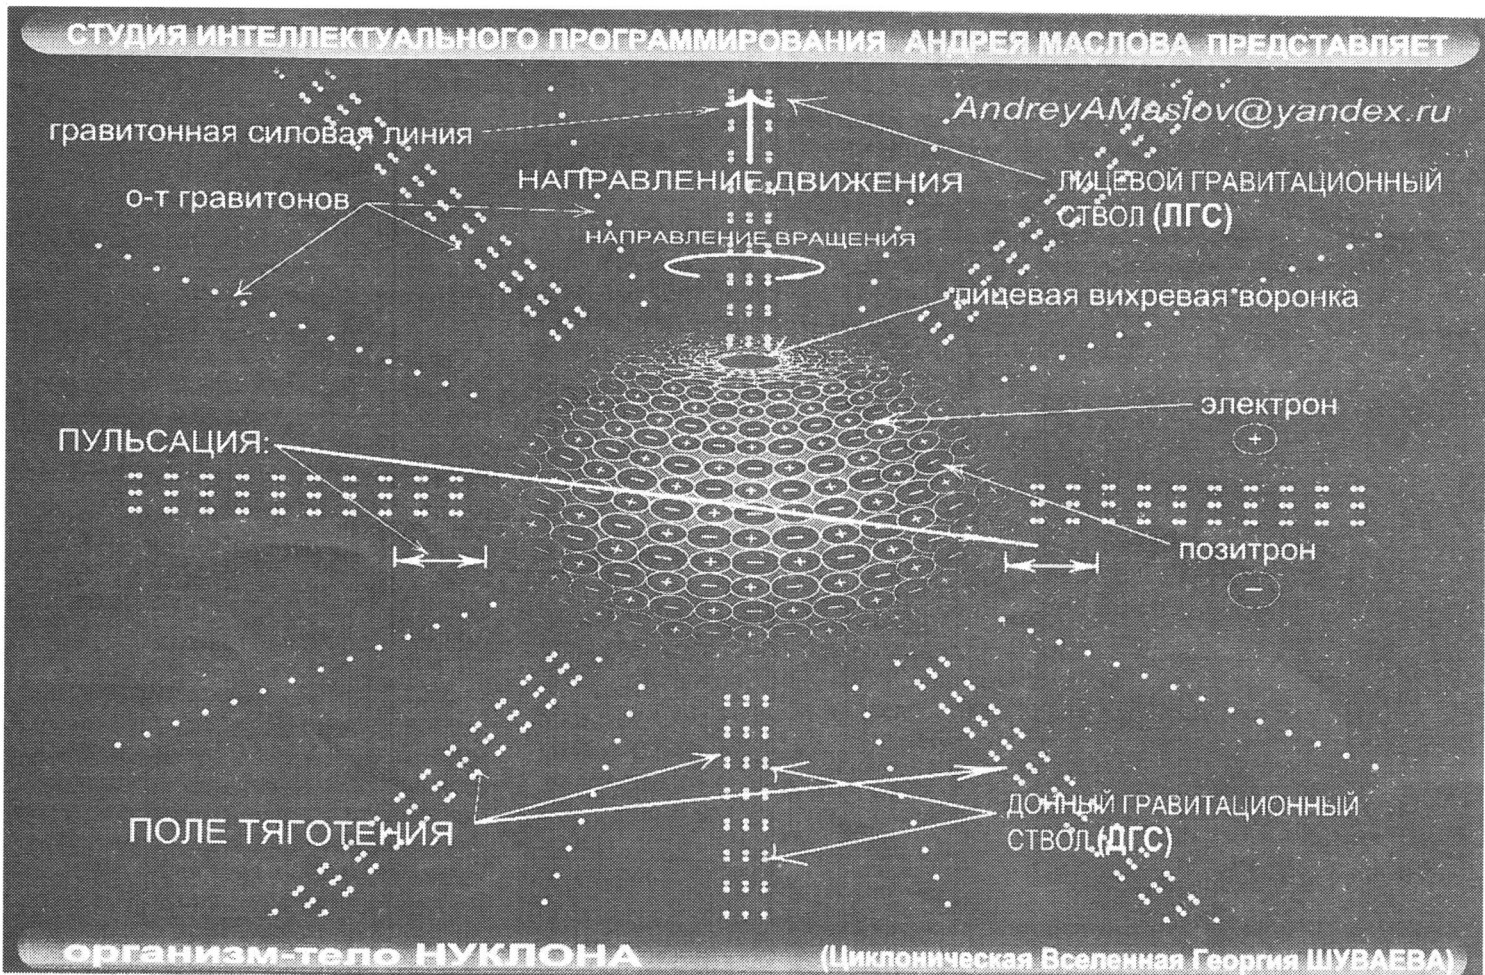 СТУДИЯ ИНТЕЛЛЕКТУАЛЬНОГО ПРОГРАММИРОВАНИЯ АНДРЕЯ МАСЛОВА ПРЕДСТАВЛЯЕТ
AndreyAMaslov@yandex.ru
гравитонная силовая линия
НАПРАВЛЕНИЕ ДВИЖЕНИЯ
ЛИЦЕВОЙ ГРАВИТАЦИОННЫЙ
СТВОЛ (ЛГС)
о-т гравитонов
НАПРАВЛЕНИЕ ВРАЩЕНИЯ
лицевая вихревая воронка
электрон
+
ПУЛЬСАЦИЯ:
позитрон
−
ПОЛЕ ТЯГОТЕНИЯ
ДОННЫЙ ГРАВИТАЦИОННЫЙ
СТВОЛ (ДГС)
организм-тело НУКЛОНА
(Циклоническая Вселенная Георгия ШУВАЕВА)